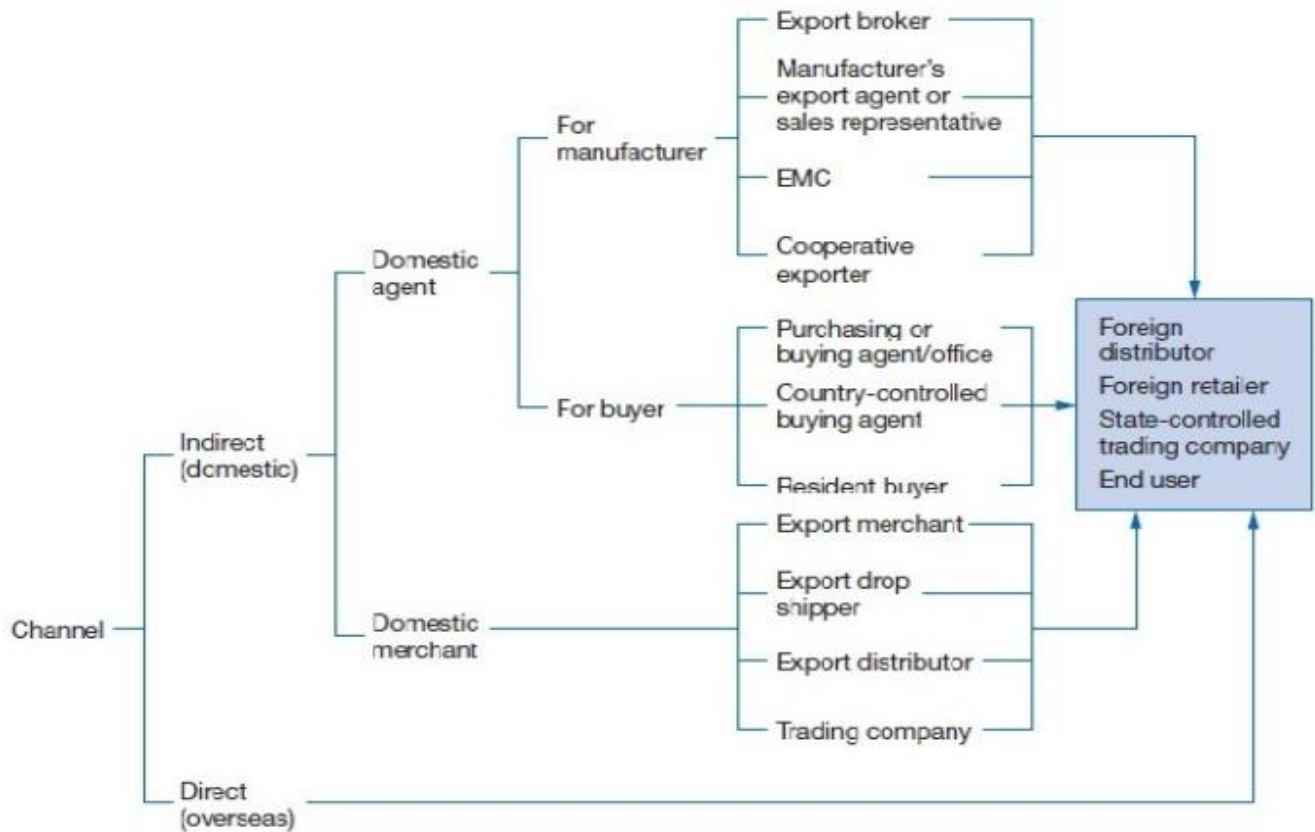 Export broker
Manufacturer's
export agent or
sales representative
For
manufacturer
EMC
Cooperative
exporter
Domestic
agent
Purchasing or
buying agent/office
Country-controlled
buying agent
For buyer
Resident buyer
Foreign
distributor
Foreign retailer
State-controlled
trading company
End user
Indirect
(domestic)
Export merchant
Export drop
shipper
Channel
Domestic
merchant
Export distributor
Trading company
Direct
(overseas)